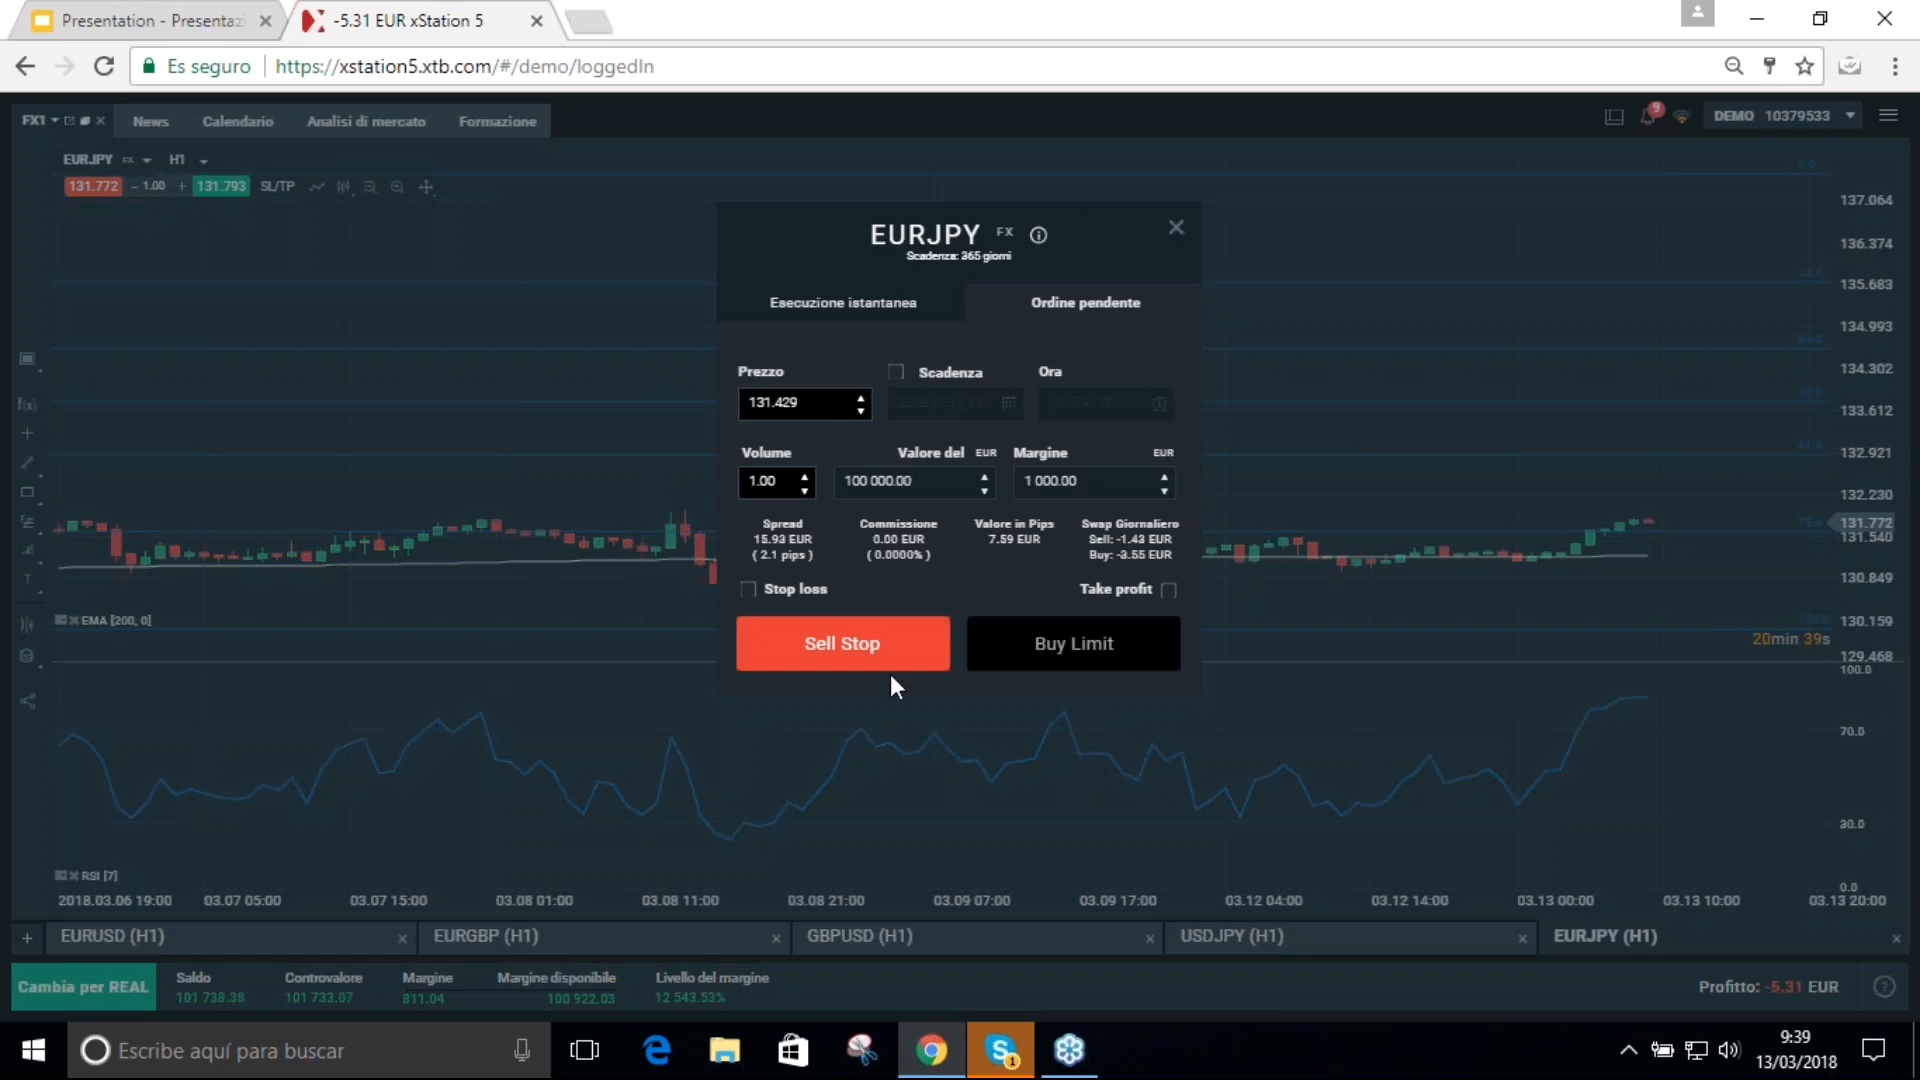 Presentation - Presentaz
-5.31 EUR xStation 5
Es seguro
https://xstation5.xtb.com/#/demo/loggedIn
FX1
News
Calendario
Analisi di mercato
Formazione
9
DEMO 10379533
EURJPY FX H1
131.772 - 1.00 + 131.793 SL/TP
EURJPY FX
Scadenza: 365 giorni
Esecuzione istantanea
Ordine pendente
Prezzo
Scadenza
Ora
131.429
Volume
Valore del EUR
Margine EUR
1.00
100 000.00
1 000.00
Spread
15.93 EUR
( 2.1 pips )
Commissione
0.00 EUR
( 0.0000% )
Valore in Pips
7.59 EUR
Swap Giornaliero
Sell: -1.43 EUR
Buy: -3.55 EUR
Stop loss
Take profit
Sell Stop
Buy Limit
137.064
136.374
135.683
134.993
134.302
133.612
132.921
132.230
131.772
131.540
130.849
130.159
129.468
EMA [200, 0]
20min 39s
100.0
70.0
30.0
0.0
RSI [7]
2018.03.06 19:00
03.07 05:00
03.07 15:00
03.08 01:00
03.08 11:00
03.08 21:00
03.09 07:00
03.09 17:00
03.12 04:00
03.12 14:00
03.13 00:00
03.13 10:00
03.13 20:00
EURUSD (H1)
EURGBP (H1)
GBPUSD (H1)
USDJPY (H1)
EURJPY (H1)
Cambia per REAL
Saldo
101 738.38
Controvalore
101 733.07
Margine
811.04
Margine disponibile
100 922.03
Livello del margine
12 543.53%
Profitto: -5.31 EUR
Escribe aquí para buscar
9:39
13/03/2018